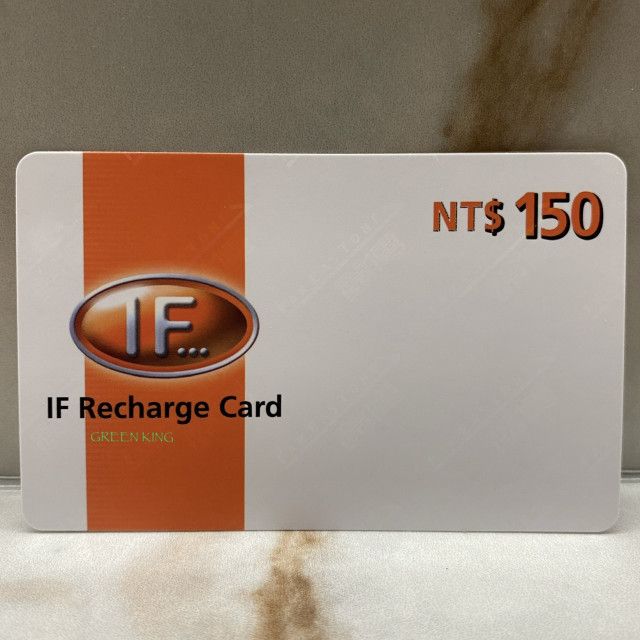 NT$ 150
IF...
IF Recharge Card
GREEN KING